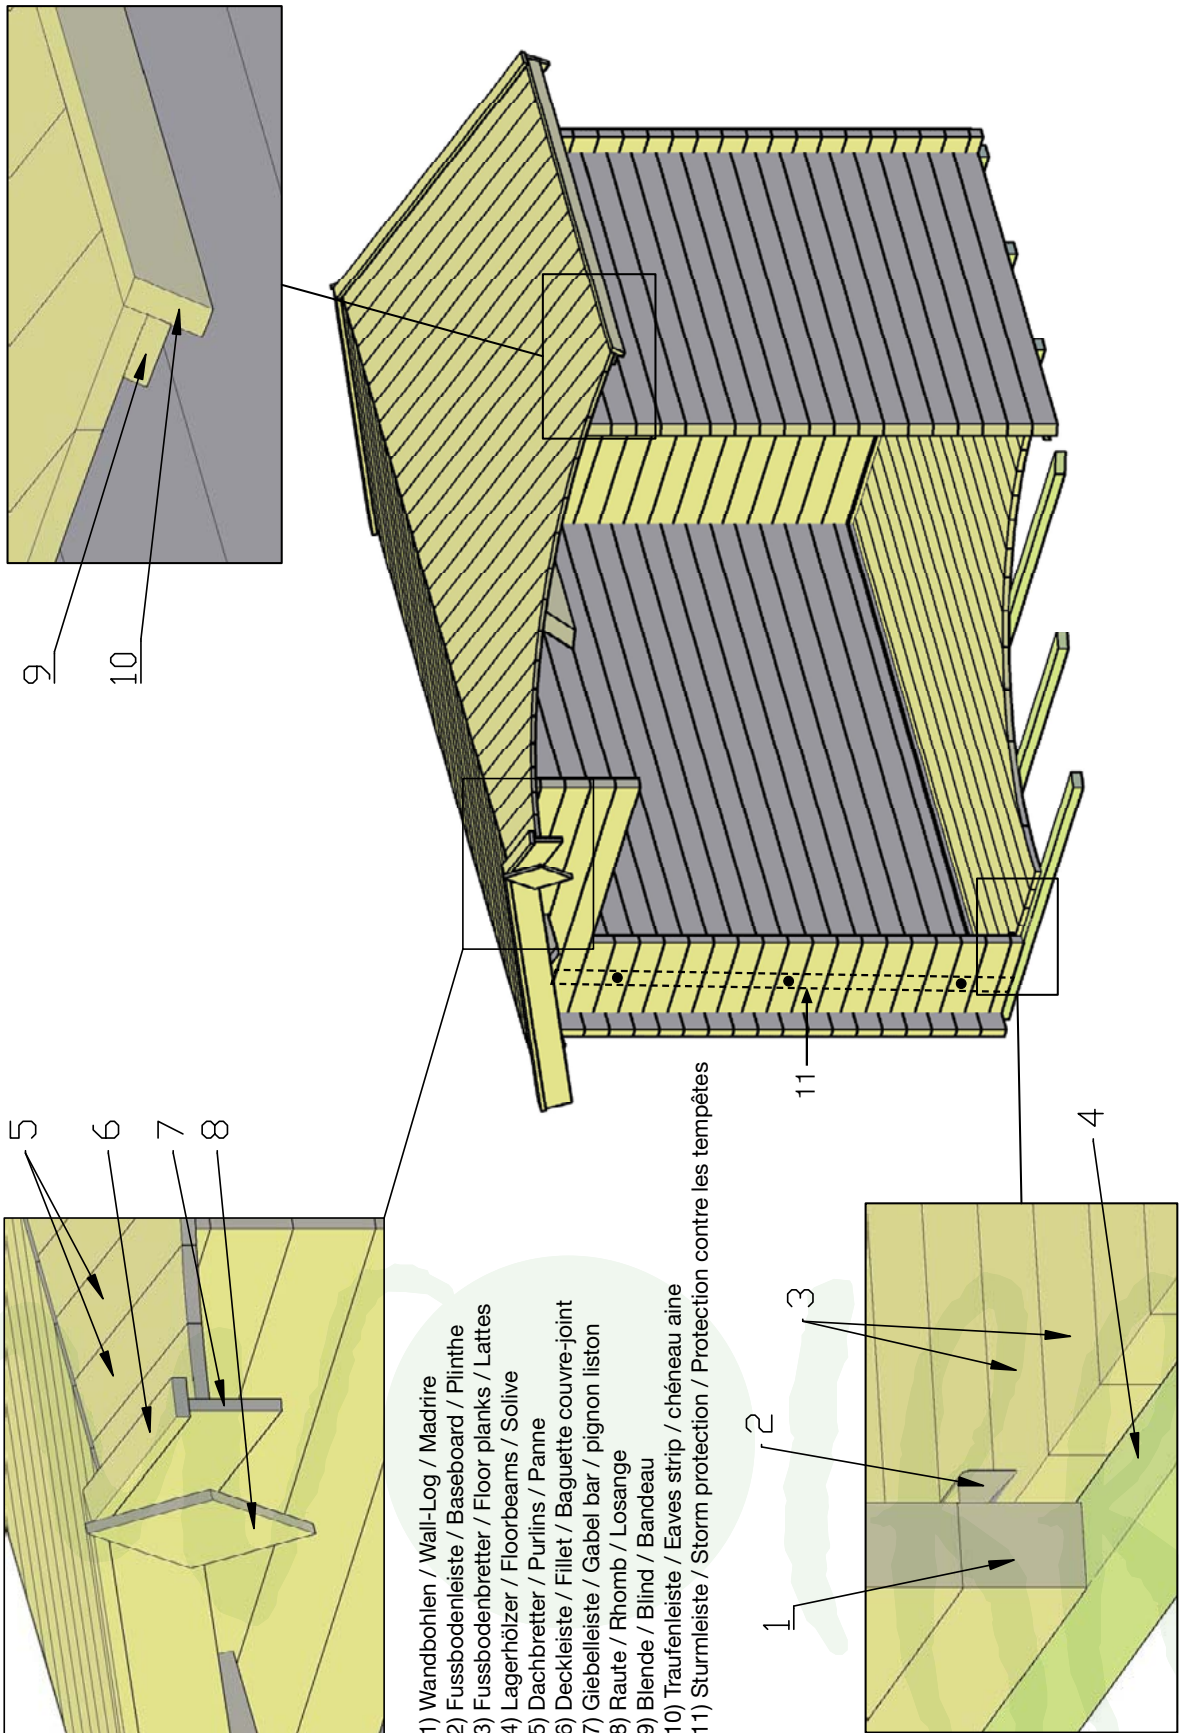 9
10
5
6
7
8
11
1) Wandbohlen / Wall-Log / Madrire
2) Fussbodenleiste / Baseboard / Plinthe
3) Fussbodenbretter / Floor planks / Lattes
4) Lagerhölzer / Floorbeams / Solive
5) Dachbretter / Purlins / Panne
6) Deckleiste / Fillet / Baguette couvre-joint
7) Giebelleiste / Gabel bar / pignon liston
8) Raute / Rhomb / Losange
9) Blende / Blind / Bandeau
10) Traufenleiste / Eaves strip / chéneau aine
11) Sturmleiste / Storm protection / Protection contre les tempêtes
1
2
3
4